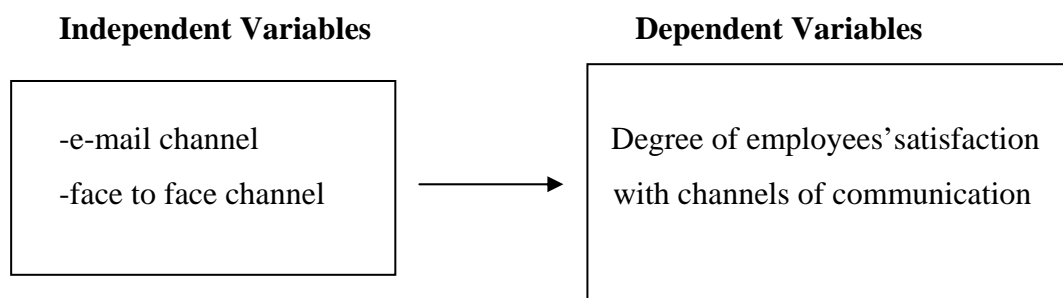 Independent Variables
Dependent Variables
-e-mail channel
-face to face channel
Degree of employees’satisfaction
with channels of communication